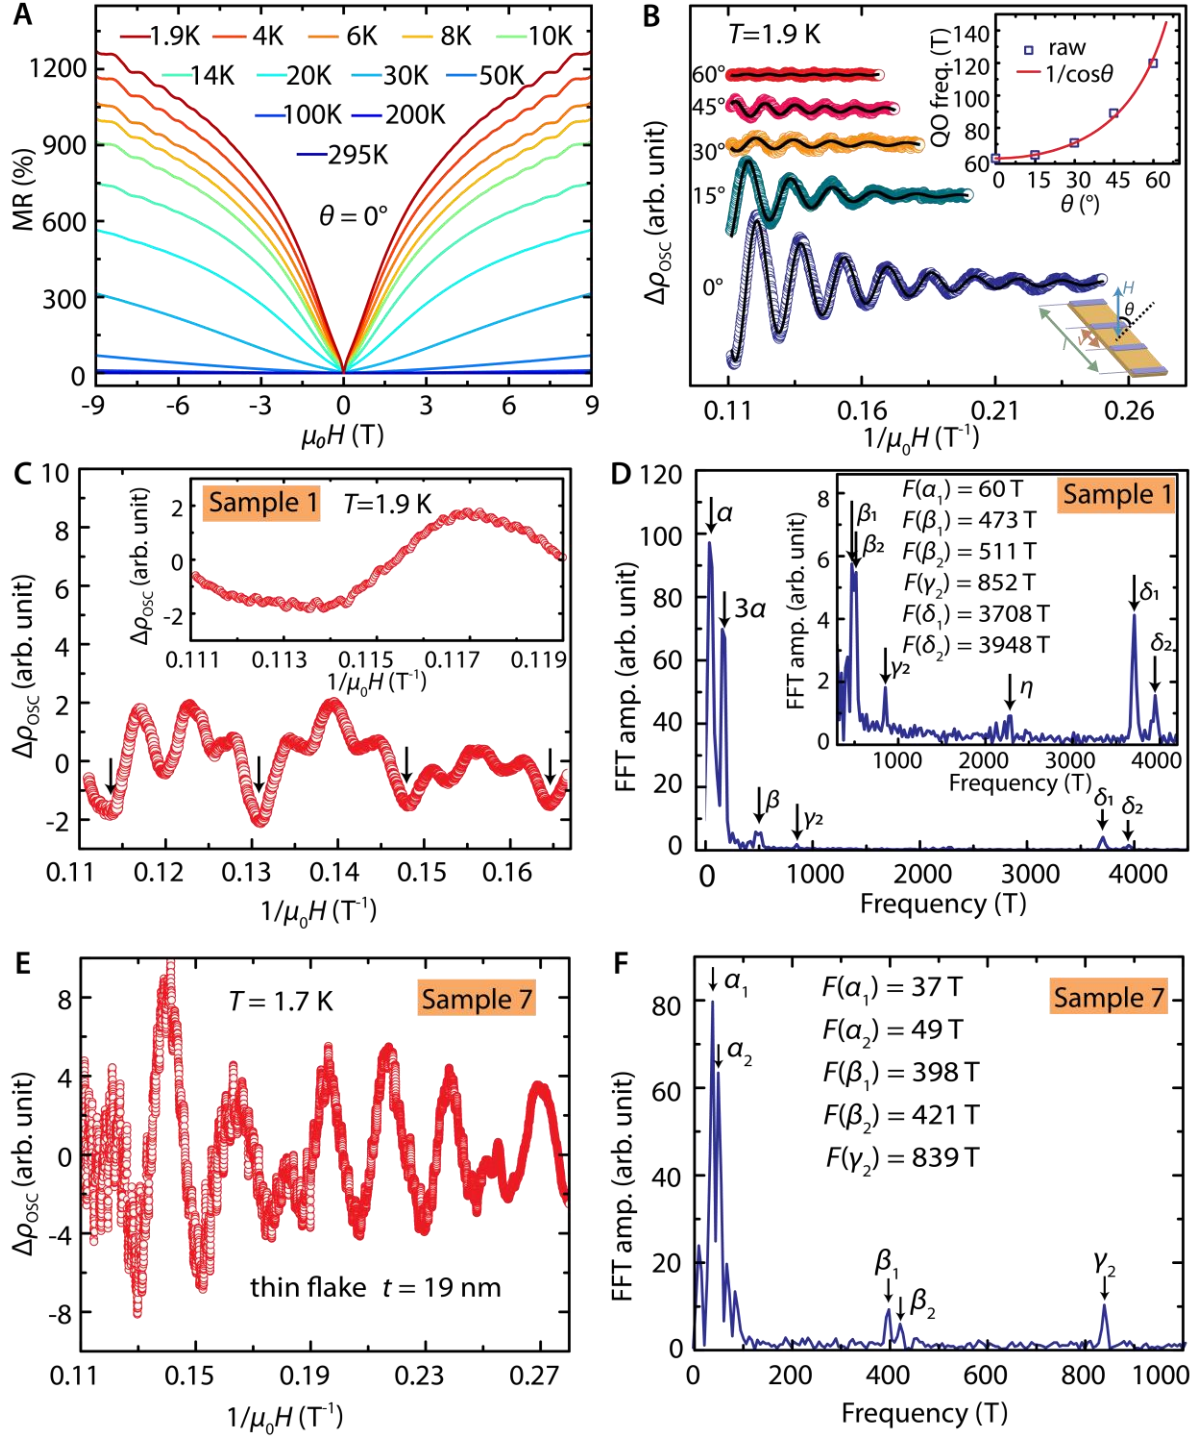 A
1.9K 4K 6K 8K 10K
14K 20K 30K 50K
100K 200K
295K
θ = 0°
MR (%)
1200
900
600
300
0
-9 -6 -3 0 3 6 9
μ₀H (T)
B
T=1.9 K
60°
45°
30°
15°
0°
Δρ_OSC (arb. unit)
0.11 0.16 0.21 0.26
1/μ₀H (T⁻¹)
QO freq. (T)
140
120
100
80
60
raw
1/cosθ
0 15 30 45 60
θ (°)
H
θ
C
Sample 1
T=1.9 K
Δρ_OSC (arb. unit)
2
0
-2
0.111 0.113 0.115 0.117 0.119
1/μ₀H (T⁻¹)
Δρ_OSC (arb. unit)
10
8
6
4
2
0
-2
0.11 0.12 0.13 0.14 0.15 0.16
1/μ₀H (T⁻¹)
D
FFT amp. (arb. unit)
120
100
80
60
40
20
0
α
3α
β
γ₂
δ₁
δ₂
0 1000 2000 3000 4000
Frequency (T)
Sample 1
F(α₁) = 60 T
F(β₁) = 473 T
F(β₂) = 511 T
F(γ₂) = 852 T
F(δ₁) = 3708 T
F(δ₂) = 3948 T
FFT amp. (arb. unit)
8
6
4
2
0
β₁
β₂
γ₂
η
δ₁
δ₂
1000 2000 3000 4000
Frequency (T)
E
T = 1.7 K
Sample 7
Δρ_OSC (arb. unit)
8
4
0
-4
-8
thin flake t = 19 nm
0.11 0.15 0.19 0.23 0.27
1/μ₀H (T⁻¹)
F
Sample 7
α₁
α₂
F(α₁) = 37 T
F(α₂) = 49 T
F(β₁) = 398 T
F(β₂) = 421 T
F(γ₂) = 839 T
β₁
β₂
γ₂
FFT amp. (arb. unit)
80
60
40
20
0
0 200 400 600 800 1000
Frequency (T)